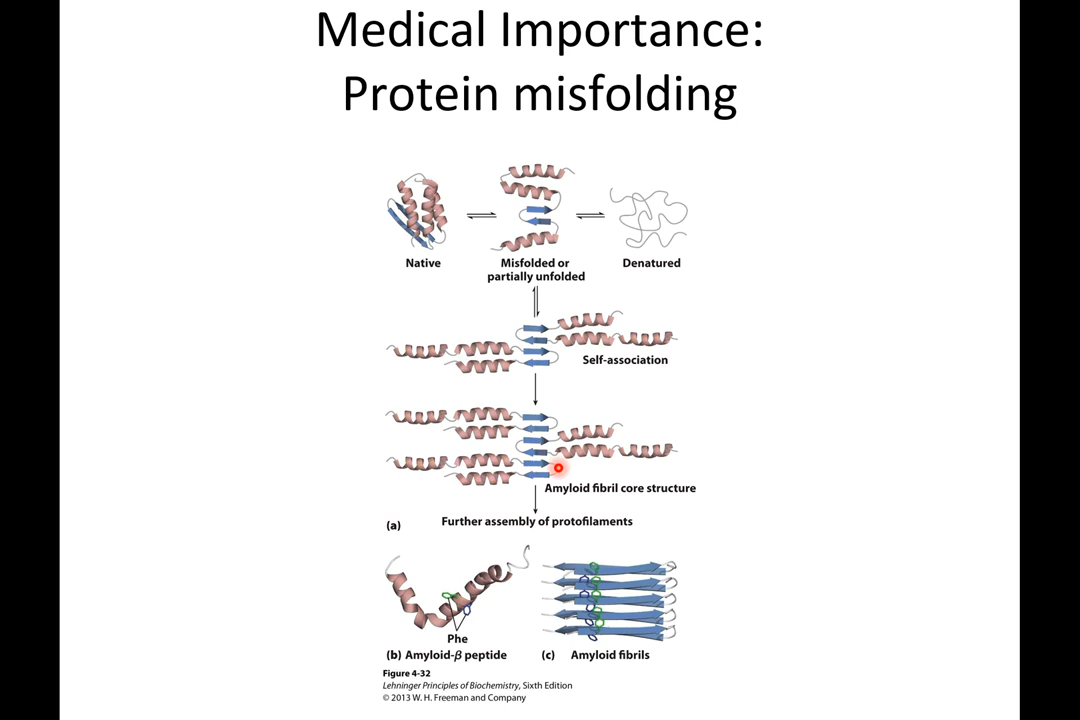 Medical Importance:
Protein misfolding
Native
Misfolded or
partially unfolded
Denatured
Self-association
Amyloid fibril core structure
(a)
Further assembly of protofilaments
Phe
(b) Amyloid-β peptide
(c) Amyloid fibrils
Figure 4-32
Lehninger Principles of Biochemistry, Sixth Edition
© 2013 W. H. Freeman and Company